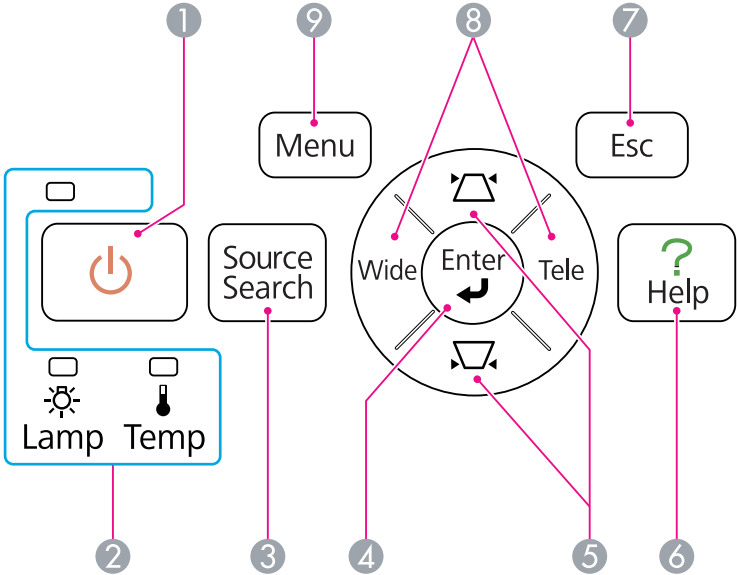 1
9
8
7
Menu
Esc
Source
Search
Wide
Enter
Tele
?
Help
Lamp
Temp
2
3
4
5
6